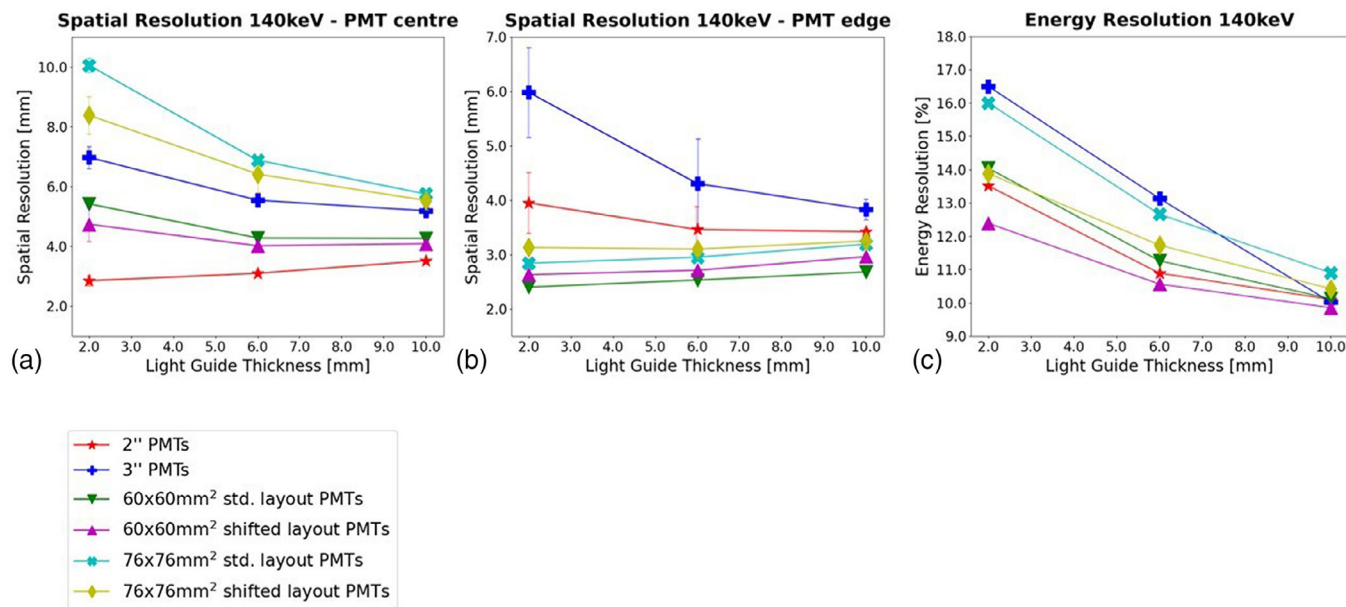 Spatial Resolution 140keV - PMT centre
Spatial Resolution [mm]
10.0
8.0
6.0
4.0
2.0
2.0 3.0 4.0 5.0 6.0 7.0 8.0 9.0 10.0
Light Guide Thickness [mm]
(a)
Spatial Resolution 140keV - PMT edge
Spatial Resolution [mm]
7.0
6.0
5.0
4.0
3.0
2.0
2.0 3.0 4.0 5.0 6.0 7.0 8.0 9.0 10.0
Light Guide Thickness [mm]
(b)
Energy Resolution 140keV
Energy Resolution [%]
18.0
17.0
16.0
15.0
14.0
13.0
12.0
11.0
10.0
9.0
2.0 3.0 4.0 5.0 6.0 7.0 8.0 9.0 10.0
Light Guide Thickness [mm]
(c)
2'' PMTs
3'' PMTs
60x60mm² std. layout PMTs
60x60mm² shifted layout PMTs
76x76mm² std. layout PMTs
76x76mm² shifted layout PMTs